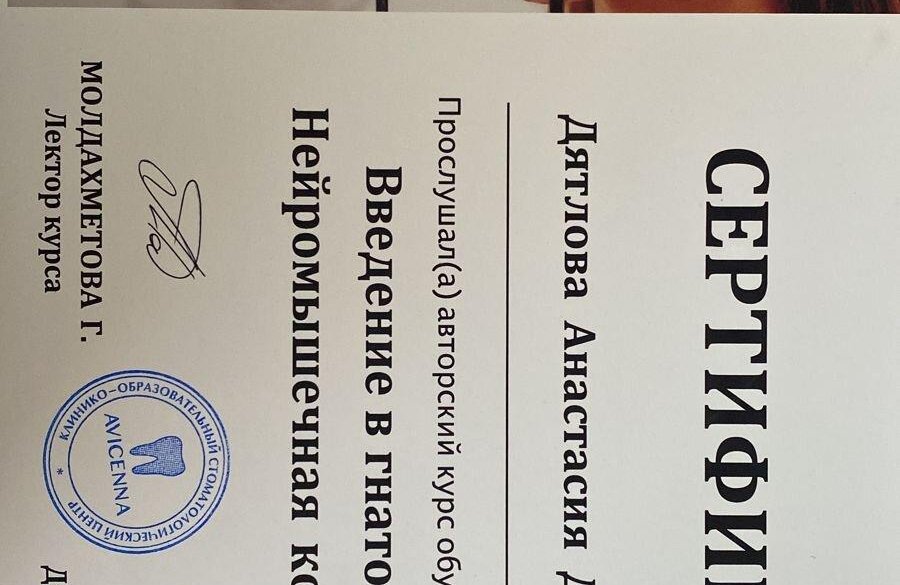 СЕРТИФИ
Дятлова Анастасия
Прослушал(а) авторский курс обу
Введение в гнато
Нейромышечная ко
МОЛДАХМЕТОВА Г.
Лектор курса
КЛИНИКО-ОБРАЗОВАТЕЛЬНЫЙ СТОМАТОЛОГИЧЕСКИЙ ЦЕНТР
AVICENNA